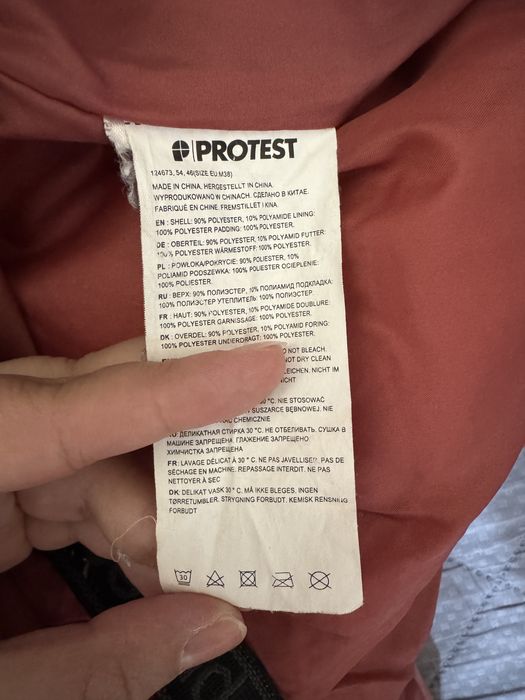 PROTEST
124673, 54, 46(SIZE EU M38)
MADE IN CHINA. HERGESTELLT IN CHINA.
WYPRODUKOWANO W CHINACH. СДЕЛАНО В КИТАЕ.
FABRIQUÉ EN CHINE. FREMSTILLET I KINA.
EN : SHELL: 90% POLYESTER, 10% POLYAMIDE LINING:
100% POLYESTER PADDING: 100% POLYESTER.
DE : OBERTEIL: 90% POLYESTER, 10% POLYAMID FUTTER:
100% POLYESTER WÄRMESTOFF: 100% POLYESTER.
PL : POWŁOKA/POKRYCIE: 90% POLIESTER, 10%
POLIAMID PODSZEWKA: 100% POLIESTER OCIEPLENIE:
100% POLIESTER.
RU : ВЕРХ: 90% ПОЛИЭСТЕР, 10% ПОЛИАМИД ПОДКЛАДКА:
100% ПОЛИЭСТЕР УТЕПЛИТЕЛЬ: 100% ПОЛИЭСТЕР.
FR : HAUT: 90% POLYESTER, 10% POLYAMIDE DOUBLURE:
100% POLYESTER GARNISSAGE: 100% POLYESTER.
DK : OVERDEL: 90% POLYESTER, 10% POLYAMID FORING:
100% POLYESTER UNDERDRAGT: 100% POLYESTER.
NOT BLEACH.
NOT DRY CLEAN
NICHT IM
NICHT
30 °C. NIE STOSOWAĆ
SUSZARCE BĘBNOWEJ. NIE
CHEMICZNIE
RU: ДЕЛИКАТНАЯ СТИРКА 30°C. НЕ ОТБЕЛИВАТЬ. СУШКА В
МАШИНЕ ЗАПРЕЩЕНА. ГЛАЖЕНИЕ ЗАПРЕЩЕНО.
ХИМЧИСТКА ЗАПРЕЩЕНА
FR: LAVAGE DÉLICAT À 30 °C. NE PAS JAVELLISER. PAS DE
SÉCHAGE EN MACHINE. REPASSAGE INTERDIT. NE PAS
NETTOYER À SEC
DK: DELIKAT VASK 30 °C. MÅ IKKE BLEGES, INGEN
TØRRETUMBLER. STRYGNING FORBUDT. KEMISK RENSNING
FORBUDT
30